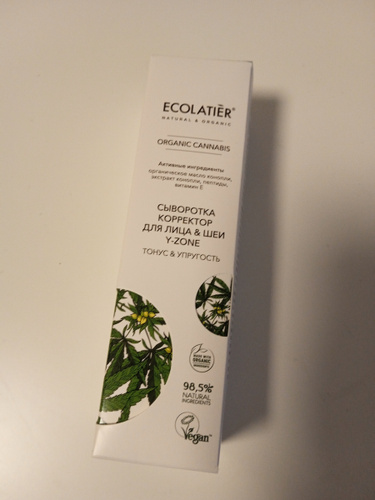 ECOLATIER®
NATURAL & ORGANIC
ORGANIC CANNABIS
Активные ингредиенты
органическое масло конопли,
экстракт конопли, пептиды,
витамин Е
СЫВОРОТКА
КОРРЕКТОР
ДЛЯ ЛИЦА & ШЕИ
Y-ZONE
ТОНУС & УПРУГОСТЬ
MADE WITH
ORGANIC
98,5%
NATURAL
INGREDIENTS
Vegan